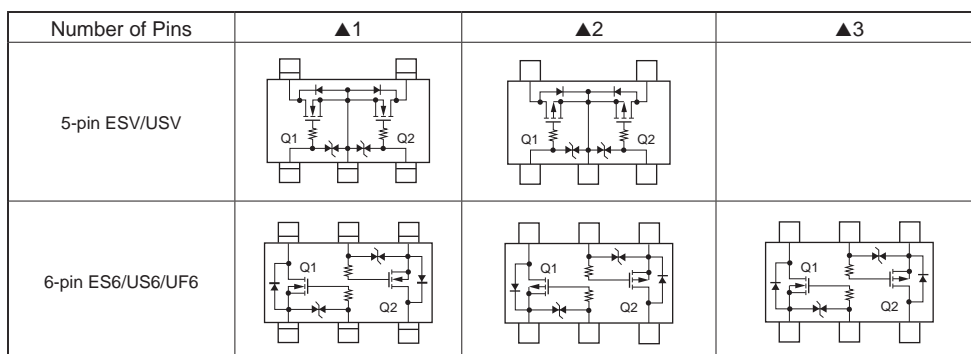 Number of Pins ▲1 ▲2 ▲3
5-pin ESV/USV
Q1 Q2 Q1 Q2
6-pin ES6/US6/UF6
Q1 Q1 Q1
Q2 Q2 Q2